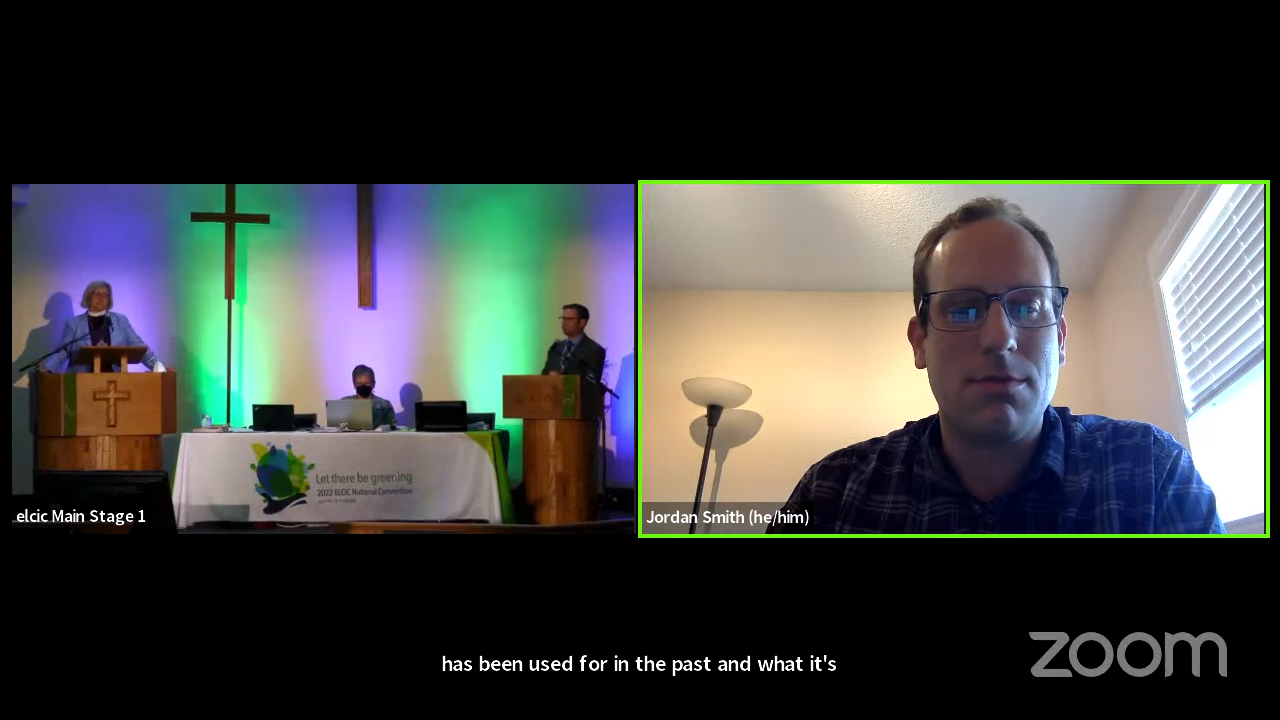 Let there be greening
2022 ELCIC National Convention
elcic Main Stage 1
Jordan Smith (he/him)
has been used for in the past and what it's
zoom